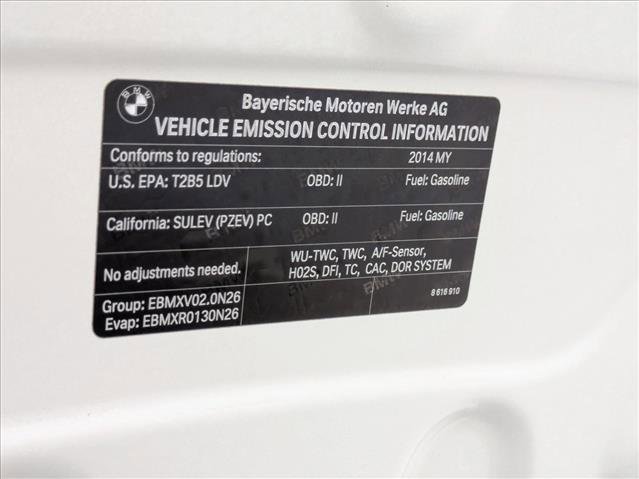 BMW
Bayerische Motoren Werke AG
VEHICLE EMISSION CONTROL INFORMATION
Conforms to regulations: 2014 MY
U.S. EPA: T2B5 LDV OBD: II Fuel: Gasoline
California: SULEV (PZEV) PC OBD: II Fuel: Gasoline
No adjustments needed.
WU-TWC, TWC, A/F-Sensor,
H02S, DFI, TC, CAC, DOR SYSTEM
Group: EBMXV02.0N26
Evap: EBMXR0130N26
8 616 910